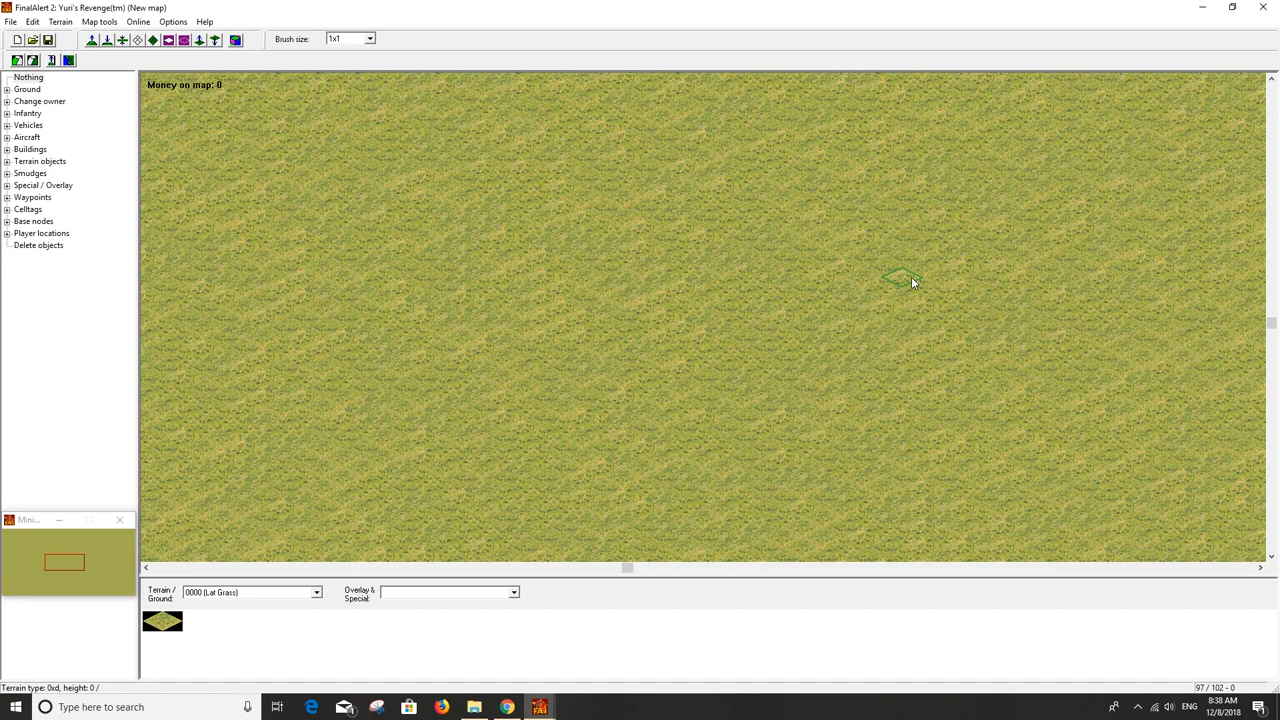 FinalAlert 2: Yuri's Revenge(tm) (New map)
File Edit Terrain Map tools Online Options Help
Brush size: 1x1
Nothing
Ground
Change owner
Infantry
Vehicles
Aircraft
Buildings
Terrain objects
Smudges
Special / Overlay
Waypoints
Celltags
Base nodes
Player locations
Delete objects
Money on map: 0
Mini...
Terrain / Ground: 0000 (Lat Grass)
Overlay & Special:
Terrain type: 0xd, height: 0 /
97 / 102 - 0
Type here to search
ENG
8:38 AM
12/8/2018